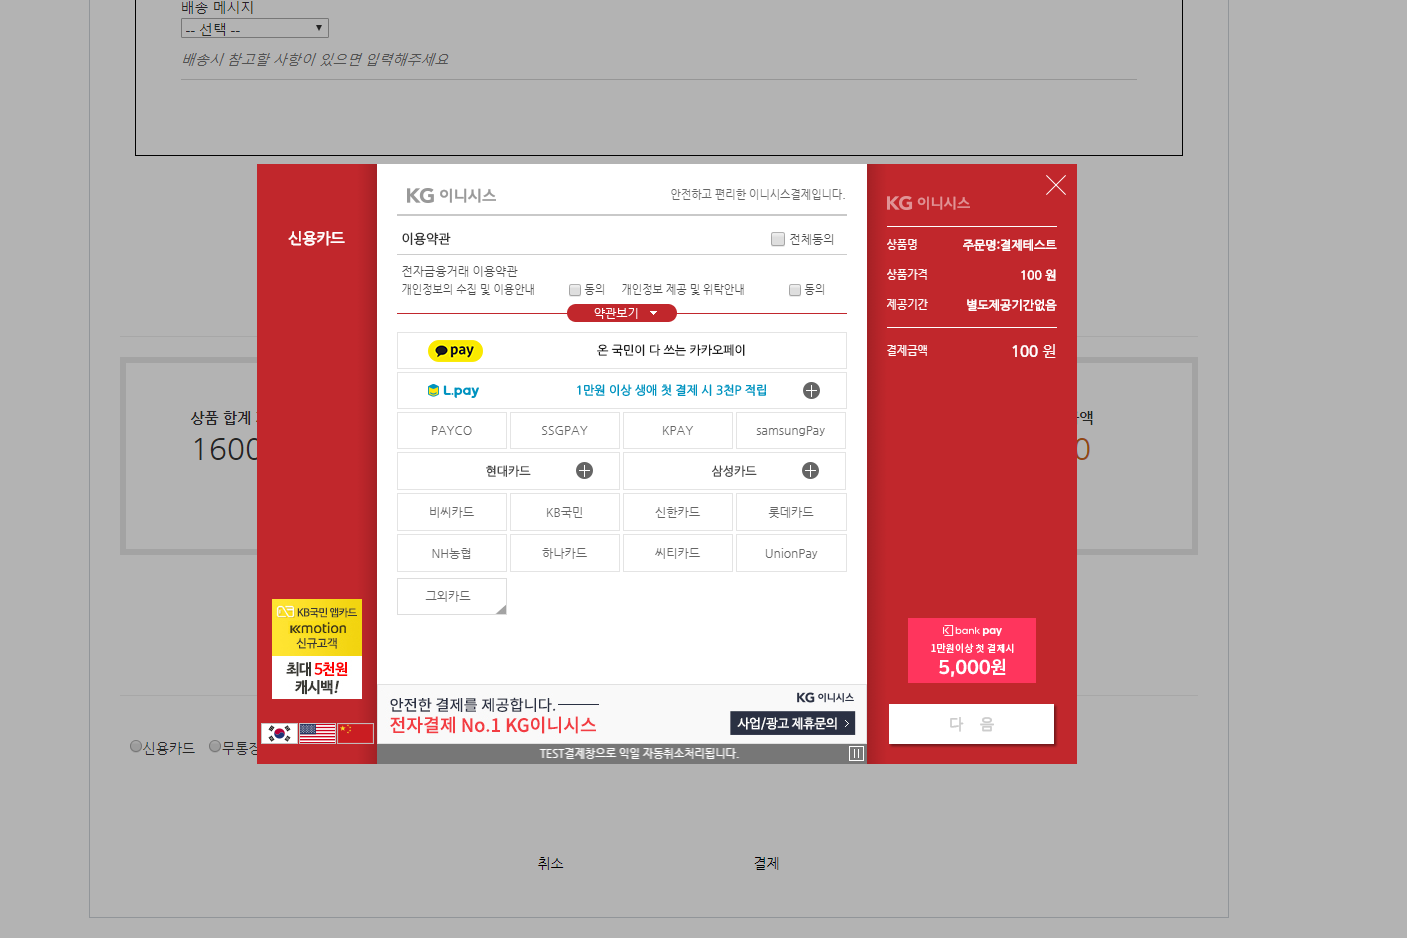 배송 메시지
-- 선택 --
배송시 참고할 사항이 있으면 입력해주세요
상품 합계
1600
액
0
신용카드
무통장
취소
결제
신용카드
KB국민 앱카드
motion
신규고객
최대 5천원
캐시백!
KG 이니시스
안전하고 편리한 이니시스결제입니다.
이용약관
전체동의
전자금융거래 이용약관
개인정보의 수집 및 이용안내
동의
개인정보 제공 및 위탁안내
동의
약관보기
pay
온 국민이 다 쓰는 카카오페이
L.pay
1만원 이상 생애 첫 결제 시 3천P 적립
PAYCO
SSGPAY
KPAY
samsungPay
현대카드
삼성카드
비씨카드
KB국민
신한카드
롯데카드
NH농협
하나카드
씨티카드
UnionPay
그외카드
안전한 결제를 제공합니다.
전자결제 No.1 KG이니시스
KG 이니시스
사업/광고 제휴문의
TEST결제창으로 익일 자동취소처리됩니다.
KG 이니시스
상품명
주문명:결제테스트
상품가격
100 원
제공기간
별도제공기간없음
결제금액
100 원
bank pay
1만원이상 첫 결제시
5,000원
다 음